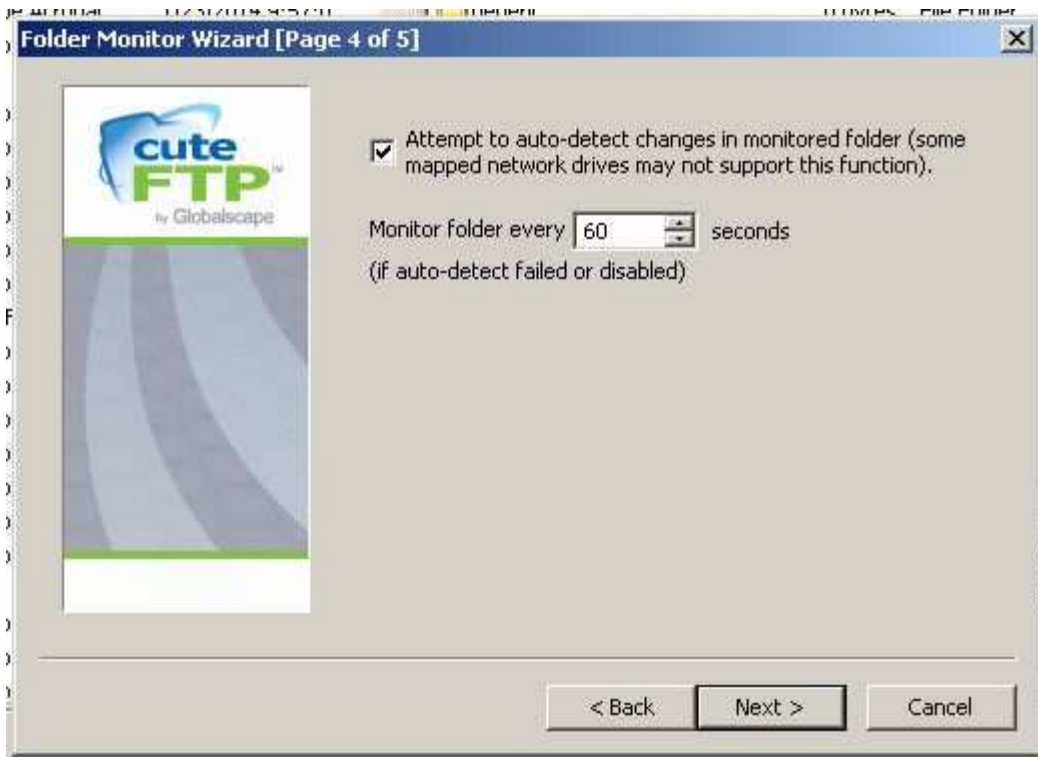 Folder Monitor Wizard [Page 4 of 5]
cute
FTP™
by Globalscape
Attempt to auto-detect changes in monitored folder (some
mapped network drives may not support this function).
Monitor folder every 60 seconds
(if auto-detect failed or disabled)
< Back Next > Cancel